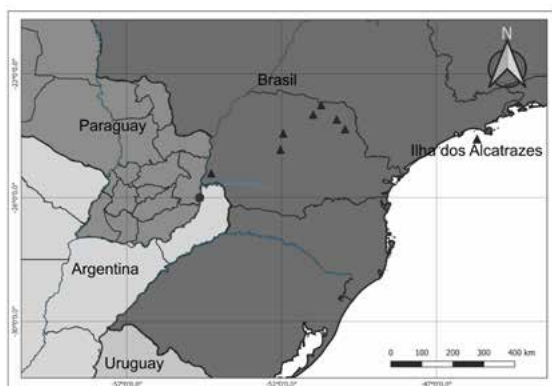 N
Brasil
Paraguay
Ilha dos Alcatrazes
Argentina
Uruguay
0 100 200 300 400 km